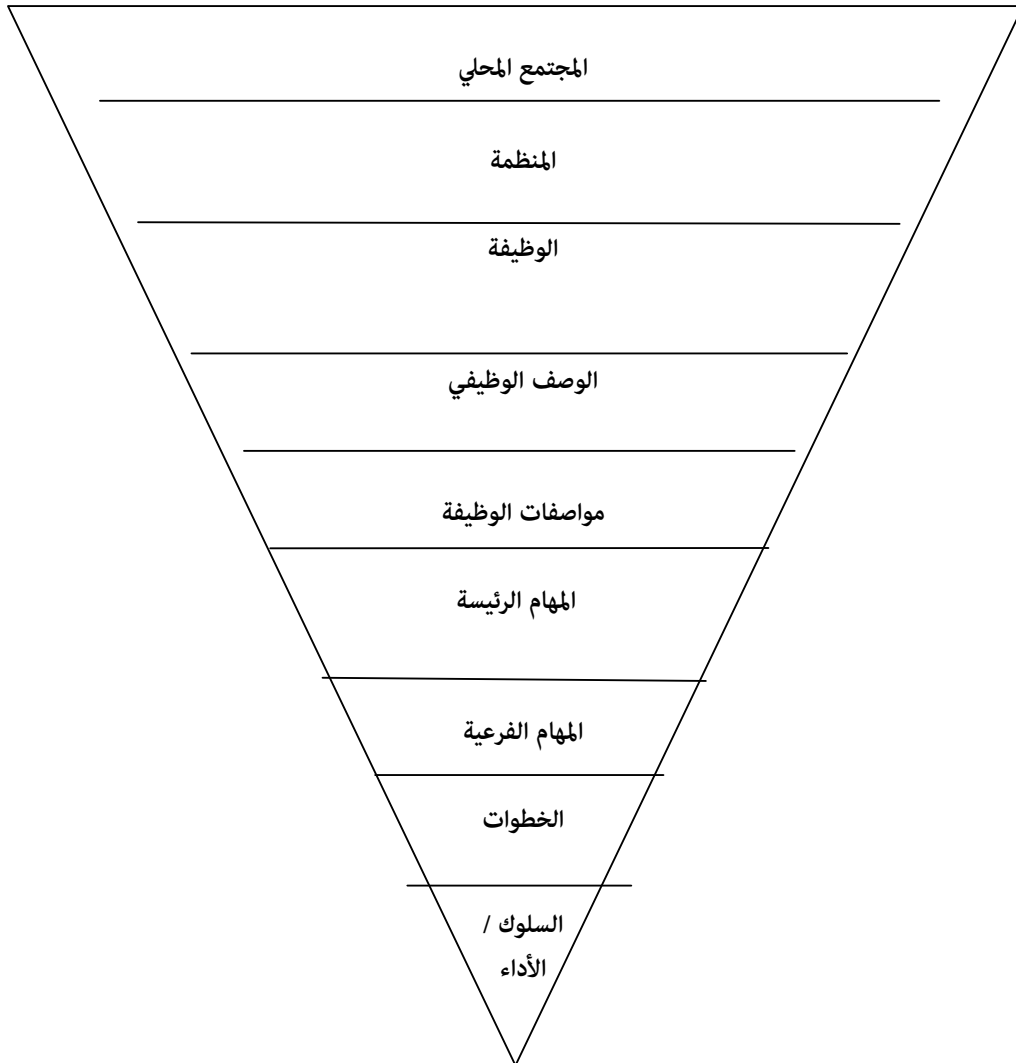 المجتمع المحلي
المنظمة
الوظيفة
الوصف الوظيفي
مواصفات الوظيفة
المهام الرئيسة
المهام الفرعية
الخطوات
السلوك /
الأداء